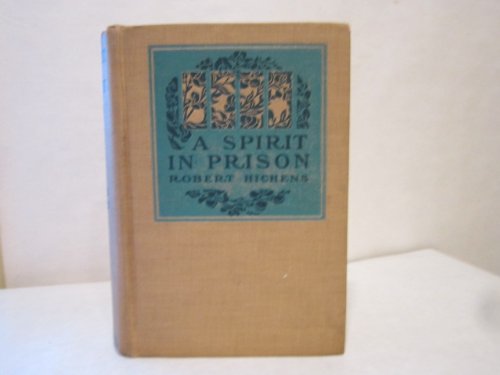 A SPIRIT
IN PRISON
ROBERT HICHENS